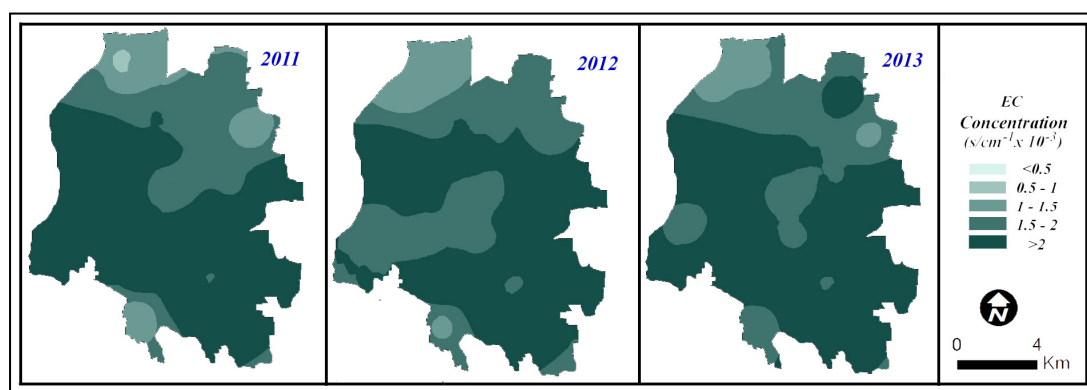 2011
2012
2013
EC
Concentration
(s/cm⁻¹x 10⁻³)
<0.5
0.5 - 1
1 - 1.5
1.5 - 2
>2
N
0 4
Km